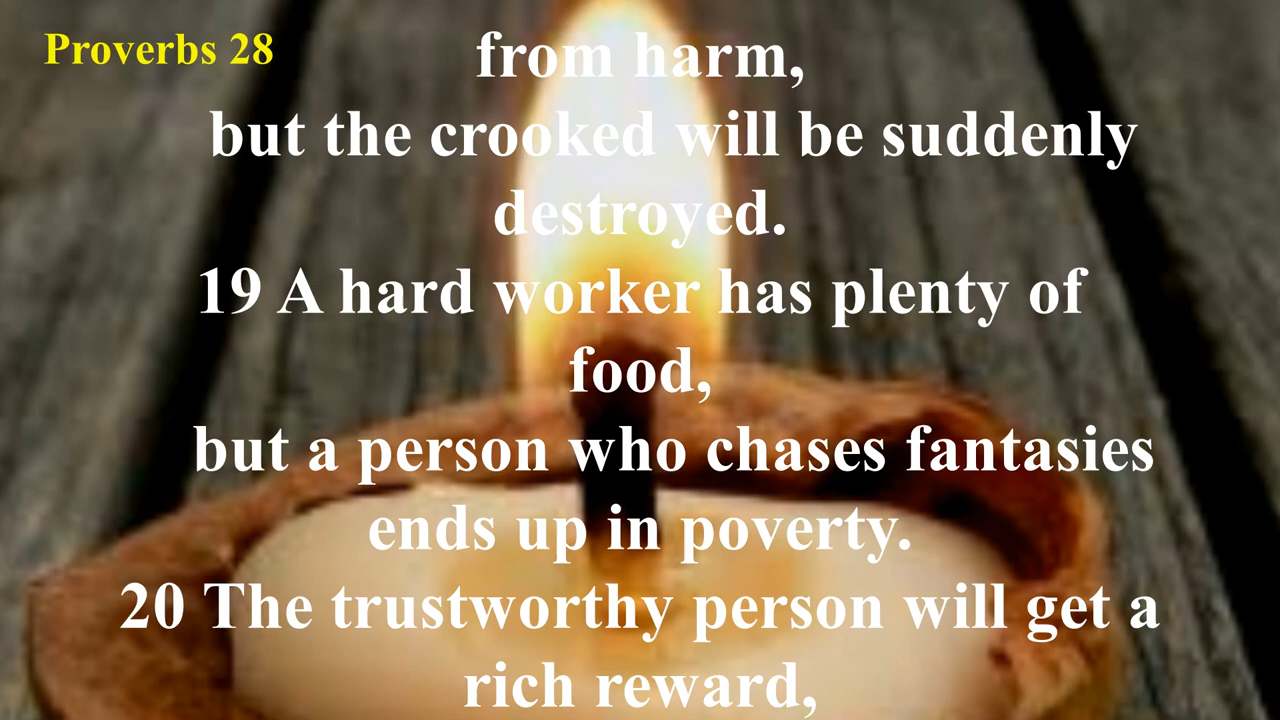 Proverbs 28
from harm,
but the crooked will be suddenly
destroyed.
19 A hard worker has plenty of
food,
but a person who chases fantasies
ends up in poverty.
20 The trustworthy person will get a
rich reward,